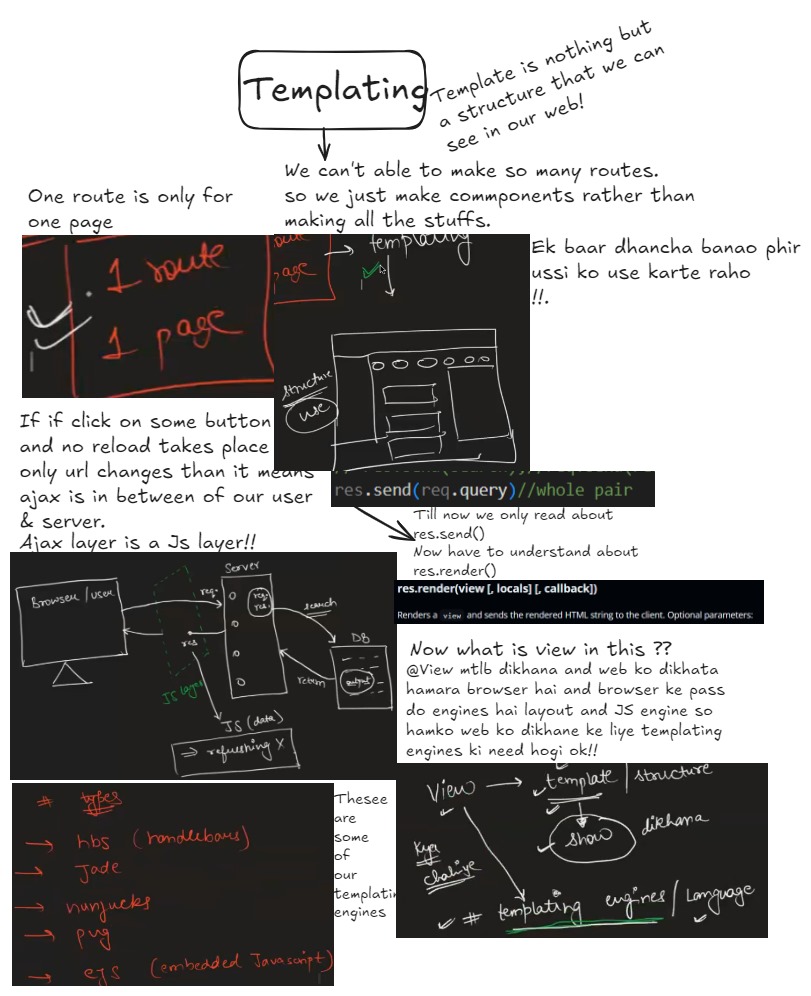 Templating
Template is nothing but
a structure that we can
see in our web!
We can't able to make so many routes.
so we just make commponents rather than
making all the stuffs.
One route is only for
one page
1 route
1 page
route
page
templating
structure
use
Ek baar dhancha banao phir
ussi ko use karte raho
!!.
If if click on some button
and no reload takes place
only url changes than it means
ajax is in between of our user
& server.
Ajax layer is a Js layer!!
res.send(req.query)//whole pair
Till now we only read about
res.send()
Now have to understand about
res.render()
res.render(view [, locals] [, callback])
Renders a view and sends the rendered HTML string to the client. Optional parameters:
Browser / user
Server
req.
req.
res.
search
res
DB
output
return
JS layer
JS (data)
⇒ refreshing X
Now what is view in this ??
@View mtlb dikhana and web ko dikhata
hamara browser hai and browser ke pass
do engines hai layout and JS engine so
hamko web ko dikhane ke liye templating
engines ki need hogi ok!!
View → template / structure
show dikhana
Kya
chahiye
# templating engines / Language
# types
→ hbs (handlebars)
→ Jade
→ nunjucks
→ pug
→ ejs (embedded Javascript)
Thesee
are
some
of
our
templatin
engines